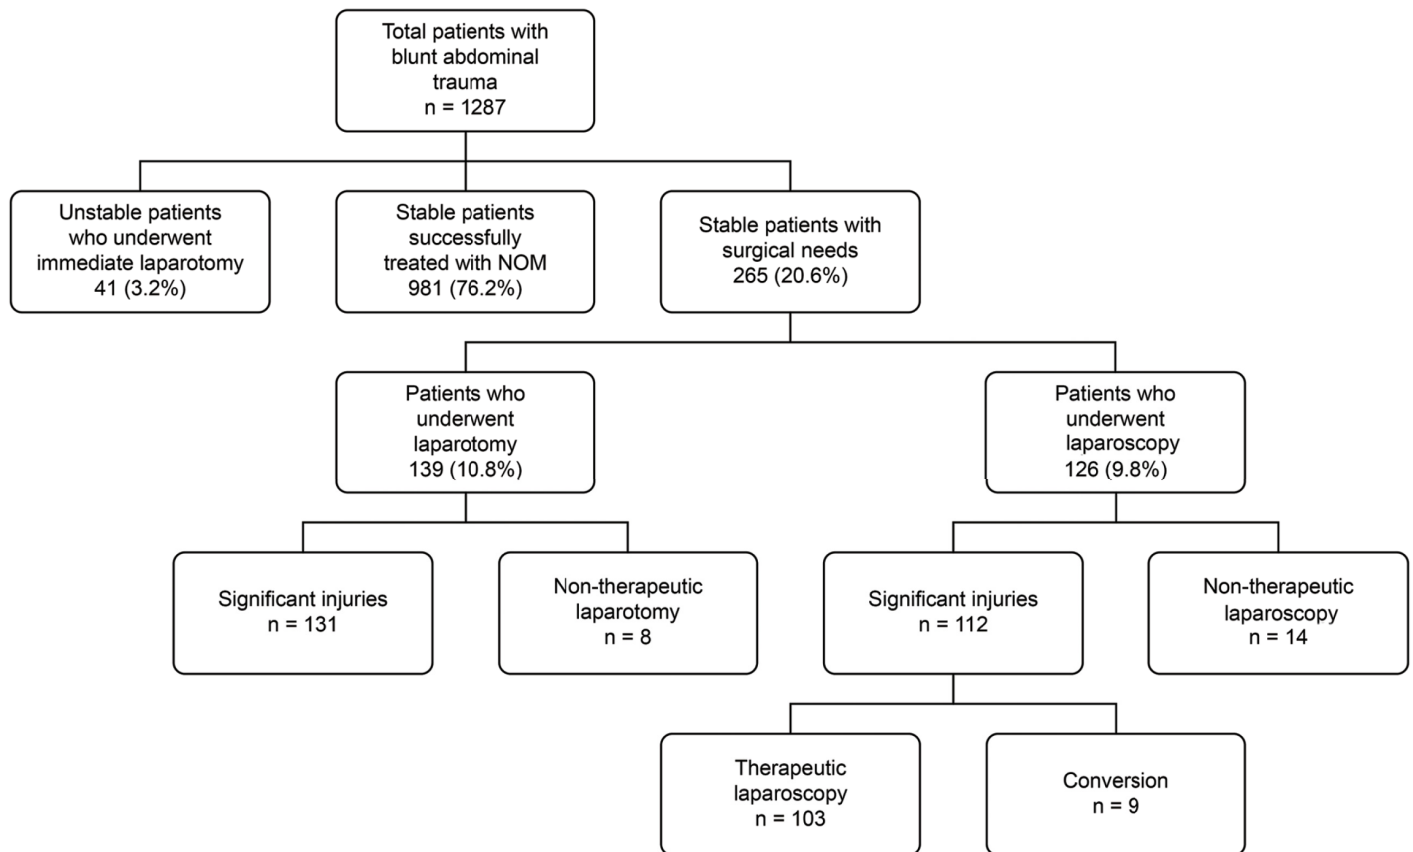 Total patients with
blunt abdominal
trauma
n = 1287
Unstable patients
who underwent
immediate laparotomy
41 (3.2%)
Stable patients
successfully
treated with NOM
981 (76.2%)
Stable patients with
surgical needs
265 (20.6%)
Patients who
underwent
laparotomy
139 (10.8%)
Patients who
underwent
laparoscopy
126 (9.8%)
Significant injuries
n = 131
Non-therapeutic
laparotomy
n = 8
Significant injuries
n = 112
Non-therapeutic
laparoscopy
n = 14
Therapeutic
laparoscopy
n = 103
Conversion
n = 9